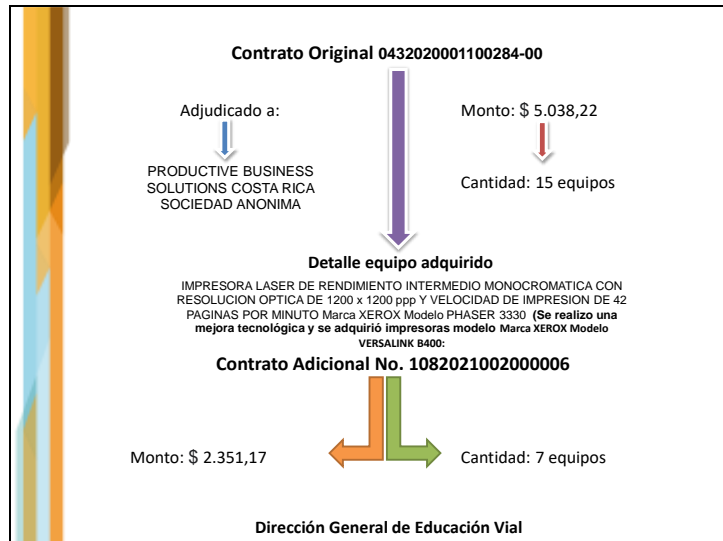 Contrato Original 0432020001100284-00
Adjudicado a:
Monto: $ 5.038,22
PRODUCTIVE BUSINESS
SOLUTIONS COSTA RICA
SOCIEDAD ANONIMA
Cantidad: 15 equipos
Detalle equipo adquirido
IMPRESORA LASER DE RENDIMIENTO INTERMEDIO MONOCROMATICA CON
RESOLUCION OPTICA DE 1200 x 1200 ppp Y VELOCIDAD DE IMPRESION DE 42
PAGINAS POR MINUTO Marca XEROX Modelo PHASER 3330 (Se realizo una
mejora tecnológica y se adquirió impresoras modelo Marca XEROX Modelo
VERSALINK B400:
Contrato Adicional No. 1082021002000006
Monto: $ 2.351,17
Cantidad: 7 equipos
Dirección General de Educación Vial